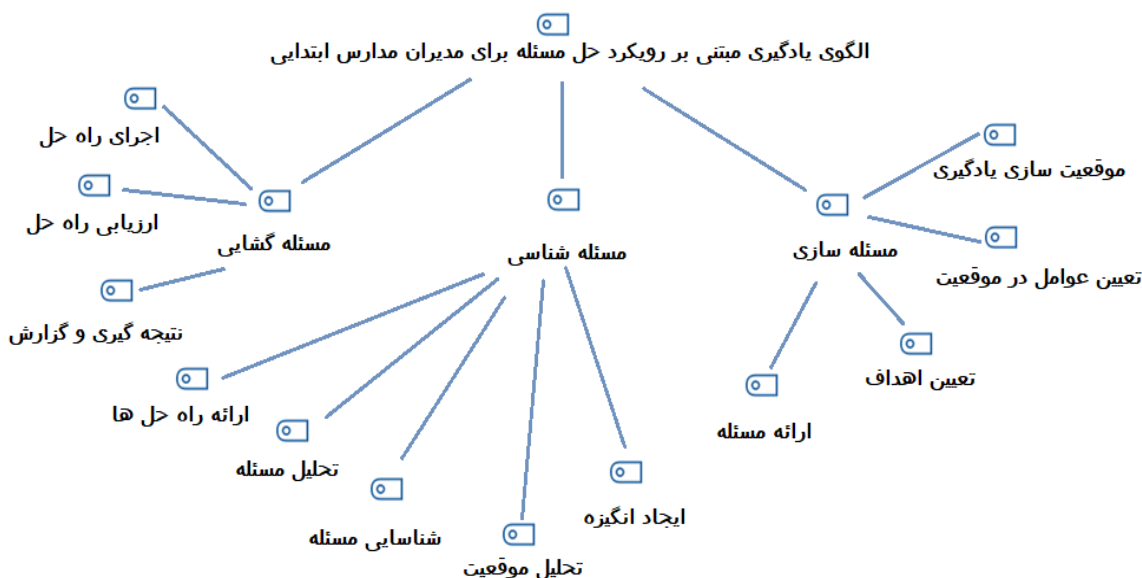 الگوی یادگیری مبتنی بر رویکرد حل مسئله برای مدیران مدارس ابتدایی
مسئله سازی
موقعیت سازی یادگیری
تعیین عوامل در موقعیت
تعیین اهداف
ارائه مسئله
مسئله شناسی
ایجاد انگیزه
تحلیل موقعیت
شناسایی مسئله
تحلیل مسئله
ارائه راه حل ها
مسئله گشایی
اجرای راه حل
ارزیابی راه حل
نتیجه گیری و گزارش